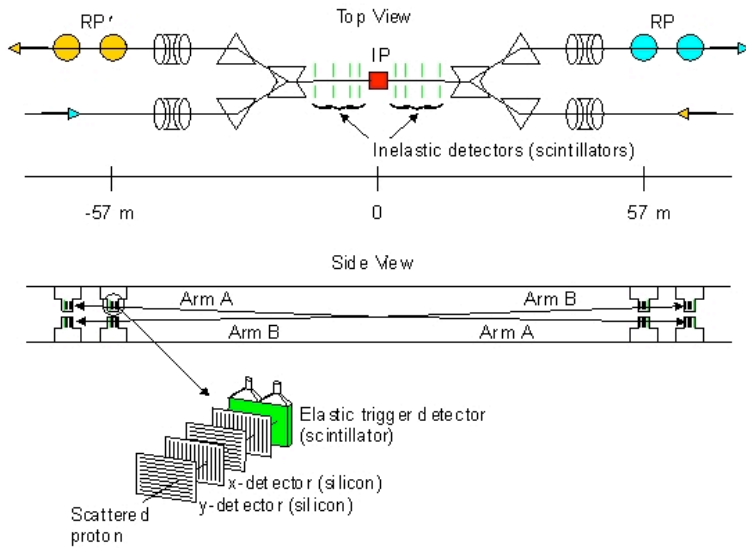 Top View
RP'
IP
RP
Inelastic detectors (scintillators)
-57 m
0
57 m
Side View
Arm A
Arm B
Arm B
Arm A
Elastic trigger detector
(scintillator)
x-detector (silicon)
y-detector (silicon)
Scattered
proton